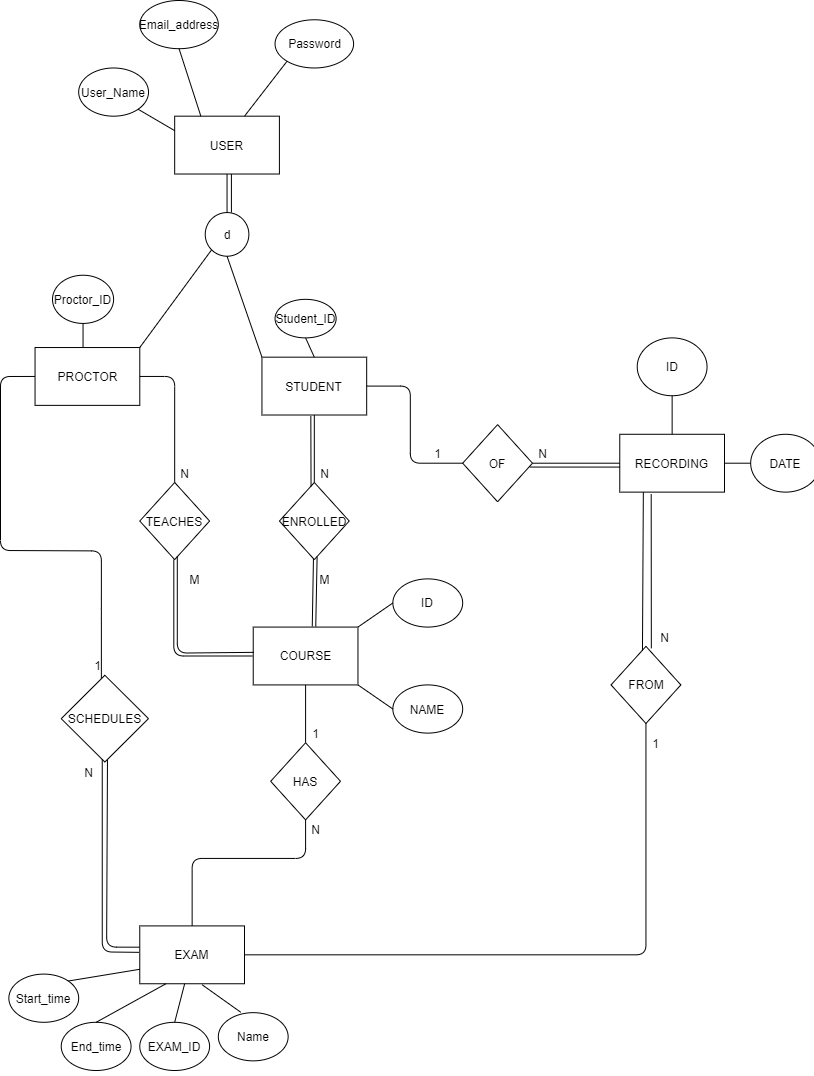 Email_address
Password
User_Name
USER
d
Proctor_ID
Student_ID
PROCTOR
STUDENT
ID
1
N
OF
RECORDING
DATE
N
N
TEACHES
ENROLLED
M
M
ID
COURSE
NAME
N
1
FROM
SCHEDULES
1
1
N
HAS
N
EXAM
Start_time
End_time
EXAM_ID
Name